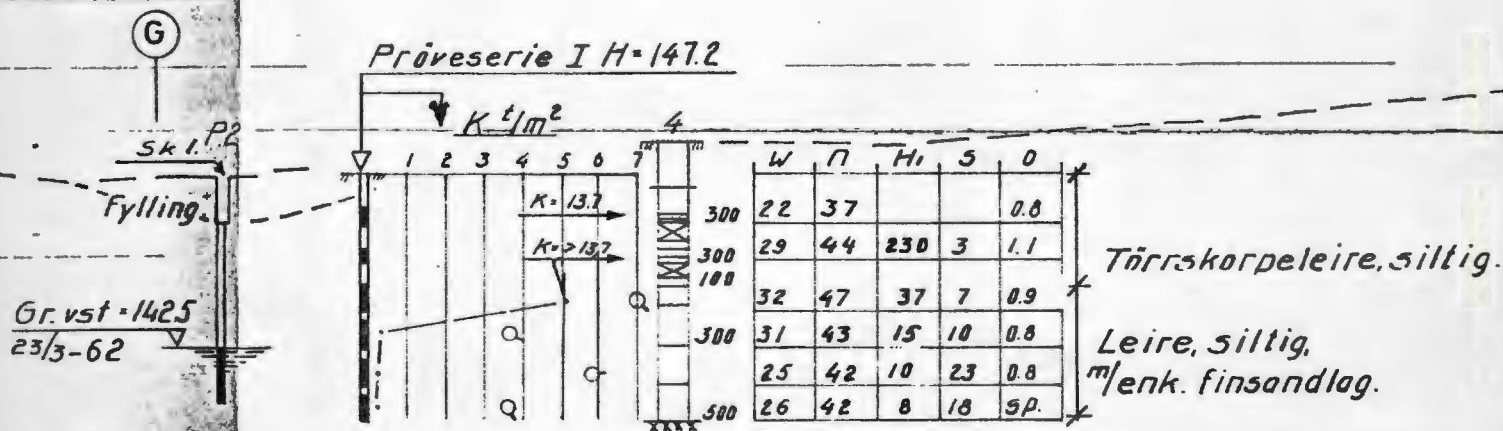 G
Pröveserie I H=147.2
K t/m²
P2
Sk 1.
4
1 2 3 4 5 6 7
W n H₁ S O
Fylling
K= 13.7
300
22 37 0.8
K=>13.7
300
29 44 230 3 1.1
100
Törrskorpeleire, siltig.
32 47 37 7 0.9
Gr. vst = 142.5
23/3-62
300
31 43 15 10 0.8
Leire, siltig,
25 42 10 23 0.8
m/enk. finsandlag.
500
26 42 8 18 sp.